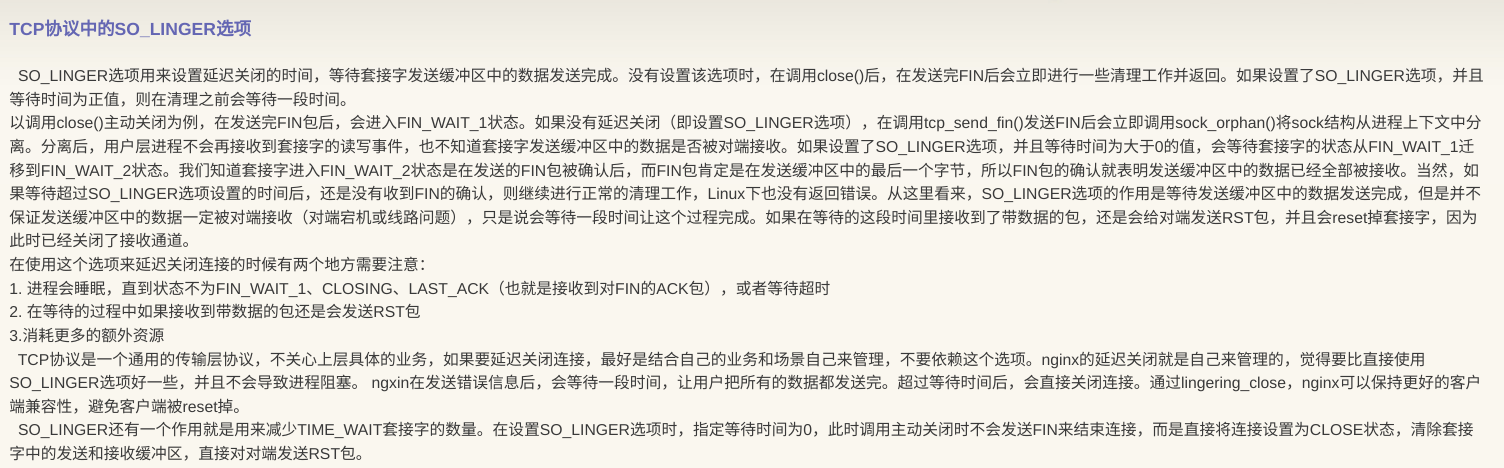 TCP协议中的SO_LINGER选项
SO_LINGER选项用来设置延迟关闭的时间，等待套接字发送缓冲区中的数据发送完成。没有设置该选项时，在调用close()后，在发送完FIN后会立即进行一些清理工作并返回。如果设置了SO_LINGER选项，并且
等待时间为正值，则在清理之前会等待一段时间。
以调用close()主动关闭为例，在发送完FIN包后，会进入FIN_WAIT_1状态。如果没有延迟关闭（即设置SO_LINGER选项），在调用tcp_send_fin()发送FIN后会立即调用sock_orphan()将sock结构从进程上下文中分
离。分离后，用户层进程不会再接收到套接字的读写事件，也不知道套接字发送缓冲区中的数据是否被对端接收。如果设置了SO_LINGER选项，并且等待时间为大于0的值，会等待套接字的状态从FIN_WAIT_1迁
移到FIN_WAIT_2状态。我们知道套接字进入FIN_WAIT_2状态是在发送的FIN包被确认后，而FIN包肯定是在发送缓冲区中的最后一个字节，所以FIN包的确认就表明发送缓冲区中的数据已经全部被接收。当然，如
果等待超过SO_LINGER选项设置的时间后，还是没有收到FIN的确认，则继续进行正常的清理工作，Linux下也没有返回错误。从这里看来，SO_LINGER选项的作用是等待发送缓冲区中的数据发送完成，但是并不
保证发送缓冲区中的数据一定被对端接收（对端宕机或线路问题），只是说会等待一段时间让这个过程完成。如果在等待的这段时间里接收到了带数据的包，还是会给对端发送RST包，并且会reset掉套接字，因为
此时已经关闭了接收通道。
在使用这个选项来延迟关闭连接的时候有两个地方需要注意：
1. 进程会睡眠，直到状态不为FIN_WAIT_1、CLOSING、LAST_ACK（也就是接收到对FIN的ACK包），或者等待超时
2. 在等待的过程中如果接收到带数据的包还是会发送RST包
3.消耗更多的额外资源
TCP协议是一个通用的传输层协议，不关心上层具体的业务，如果要延迟关闭连接，最好是结合自己的业务和场景自己来管理，不要依赖这个选项。nginx的延迟关闭就是自己来管理的，觉得要比直接使用
SO_LINGER选项好一些，并且不会导致进程阻塞。 ngxin在发送错误信息后，会等待一段时间，让用户把所有的数据都发送完。超过等待时间后，会直接关闭连接。通过lingering_close，nginx可以保持更好的客户
端兼容性，避免客户端被reset掉。
SO_LINGER还有一个作用就是用来减少TIME_WAIT套接字的数量。在设置SO_LINGER选项时，指定等待时间为0，此时调用主动关闭时不会发送FIN来结束连接，而是直接将连接设置为CLOSE状态，清除套接
字中的发送和接收缓冲区，直接对对端发送RST包。